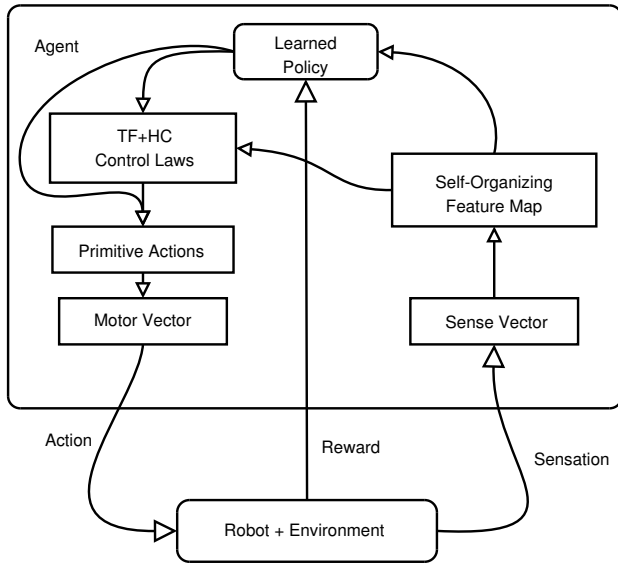 Agent
Learned
Policy
TF+HC
Control Laws
Self-Organizing
Feature Map
Primitive Actions
Motor Vector
Sense Vector
Action
Reward
Sensation
Robot + Environment